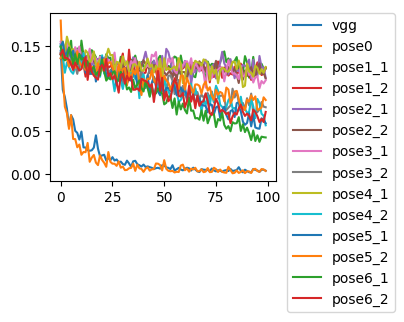 0.15
0.10
0.05
0.00
0
25
50
75
100
vgg
pose0
pose1_1
pose1_2
pose2_1
pose2_2
pose3_1
pose3_2
pose4_1
pose4_2
pose5_1
pose5_2
pose6_1
pose6_2